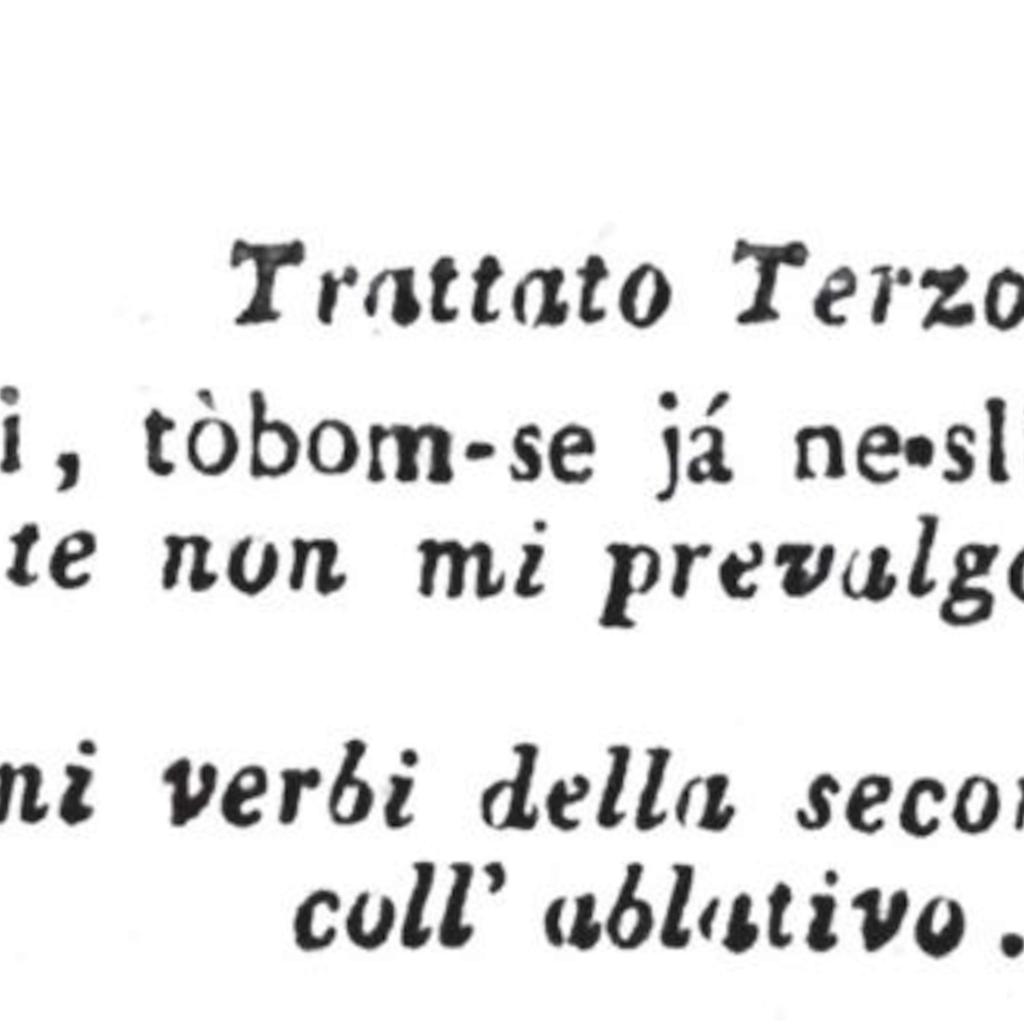 Trattato Terzo
i, tòbom-se já ne-sl
te non mi prevalgo
ni verbi della secon
coll' ablativo.